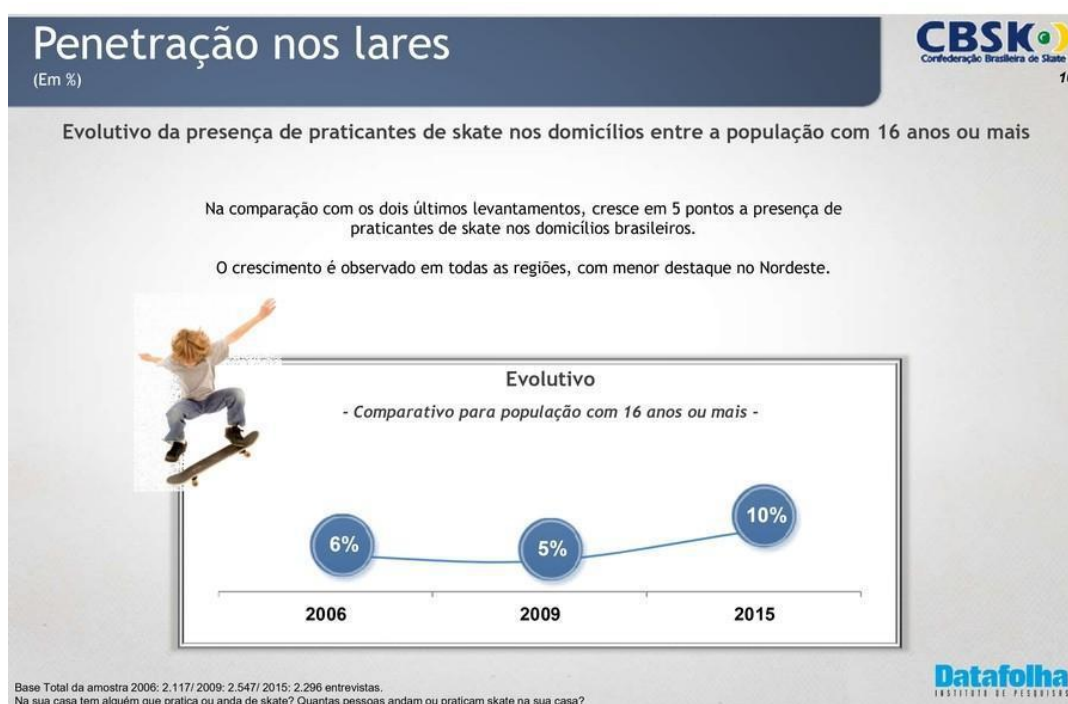 Penetração nos lares
(Em %)
CBSK
Confederação Brasileira de Skate
Evolutivo da presença de praticantes de skate nos domicílios entre a população com 16 anos ou mais
Na comparação com os dois últimos levantamentos, cresce em 5 pontos a presença de
praticantes de skate nos domicílios brasileiros.
O crescimento é observado em todas as regiões, com menor destaque no Nordeste.
Evolutivo
- Comparativo para população com 16 anos ou mais -
6%
5%
10%
2006
2009
2015
Base Total da amostra 2006: 2.117/ 2009: 2.547/ 2015: 2.296 entrevistas.
Na sua casa tem alguém que pratica ou anda de skate? Quantas pessoas andam ou praticam skate na sua casa?
Datafolha
INSTITUTO DE PESQUISAS